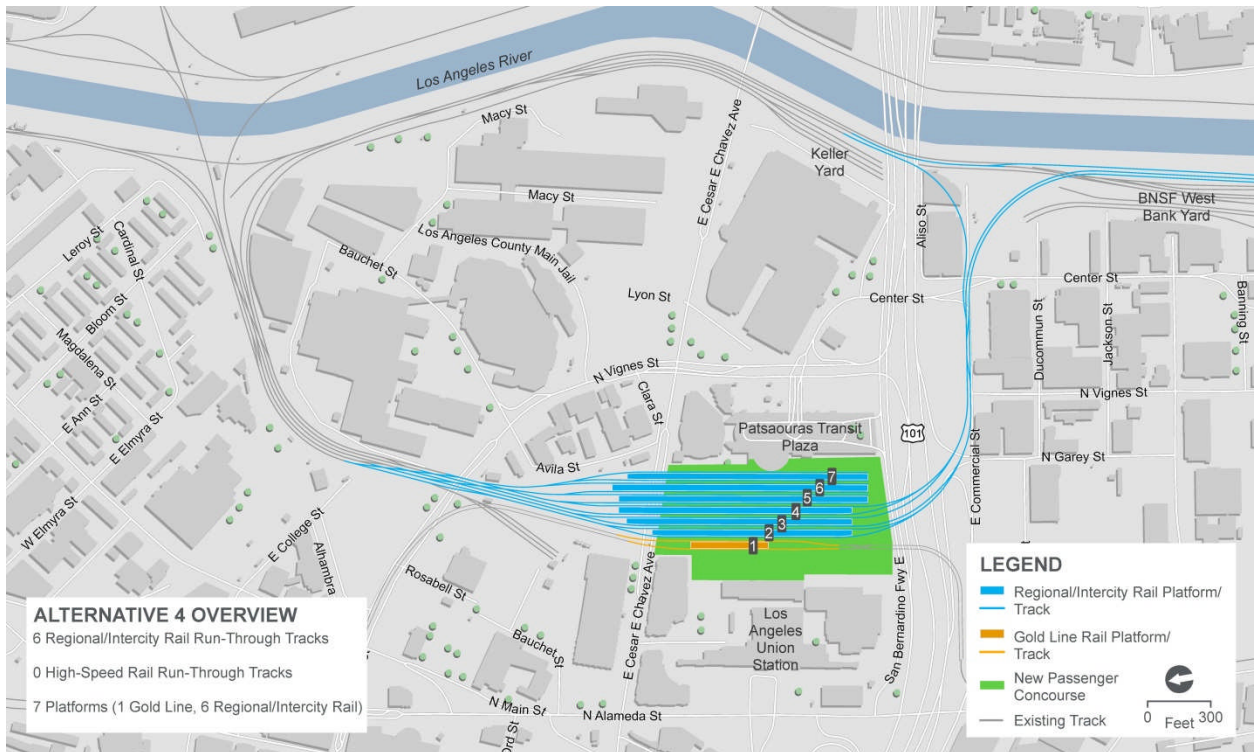 Los Angeles River
Macy St
Macy St
Los Angeles County Main Jail
Bauchet St
E Cesar E Chavez Ave
Keller
Yard
Aliso St
BNSF West
Bank Yard
Leroy St
Cardinal St
Bloom St
Magdalena St
E Ann St
E Elmyra St
W Elmyra St
Lyon St
Center St
Center St
Ducommun St
Jackson St
Banning St
N Vignes St
N Vignes St
Clara St
Avila St
Patsaouras Transit
Plaza
101
E Commercial St
N Garey St
7
6
5
4
3
2
1
E College St
Alhambra
Rosabell St
Bauchet St
E Cesar E Chavez Ave
Los
Angeles
Union
Station
San Bernardino Fwy E
N Main St
N Alameda St
Ord St
ALTERNATIVE 4 OVERVIEW
6 Regional/Intercity Rail Run-Through Tracks
0 High-Speed Rail Run-Through Tracks
7 Platforms (1 Gold Line, 6 Regional/Intercity Rail)
LEGEND
Regional/Intercity Rail Platform/
Track
Gold Line Rail Platform/
Track
New Passenger
Concourse
Existing Track
0 300
Feet